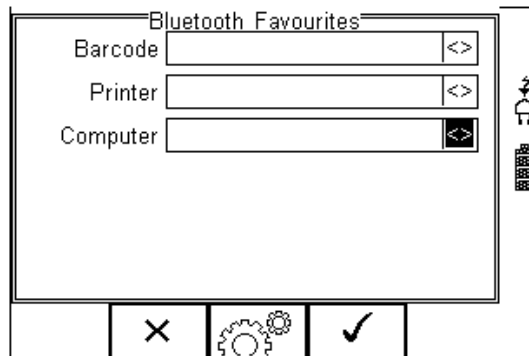 Bluetooth Favourites
Barcode <>
Printer <>
Computer <>